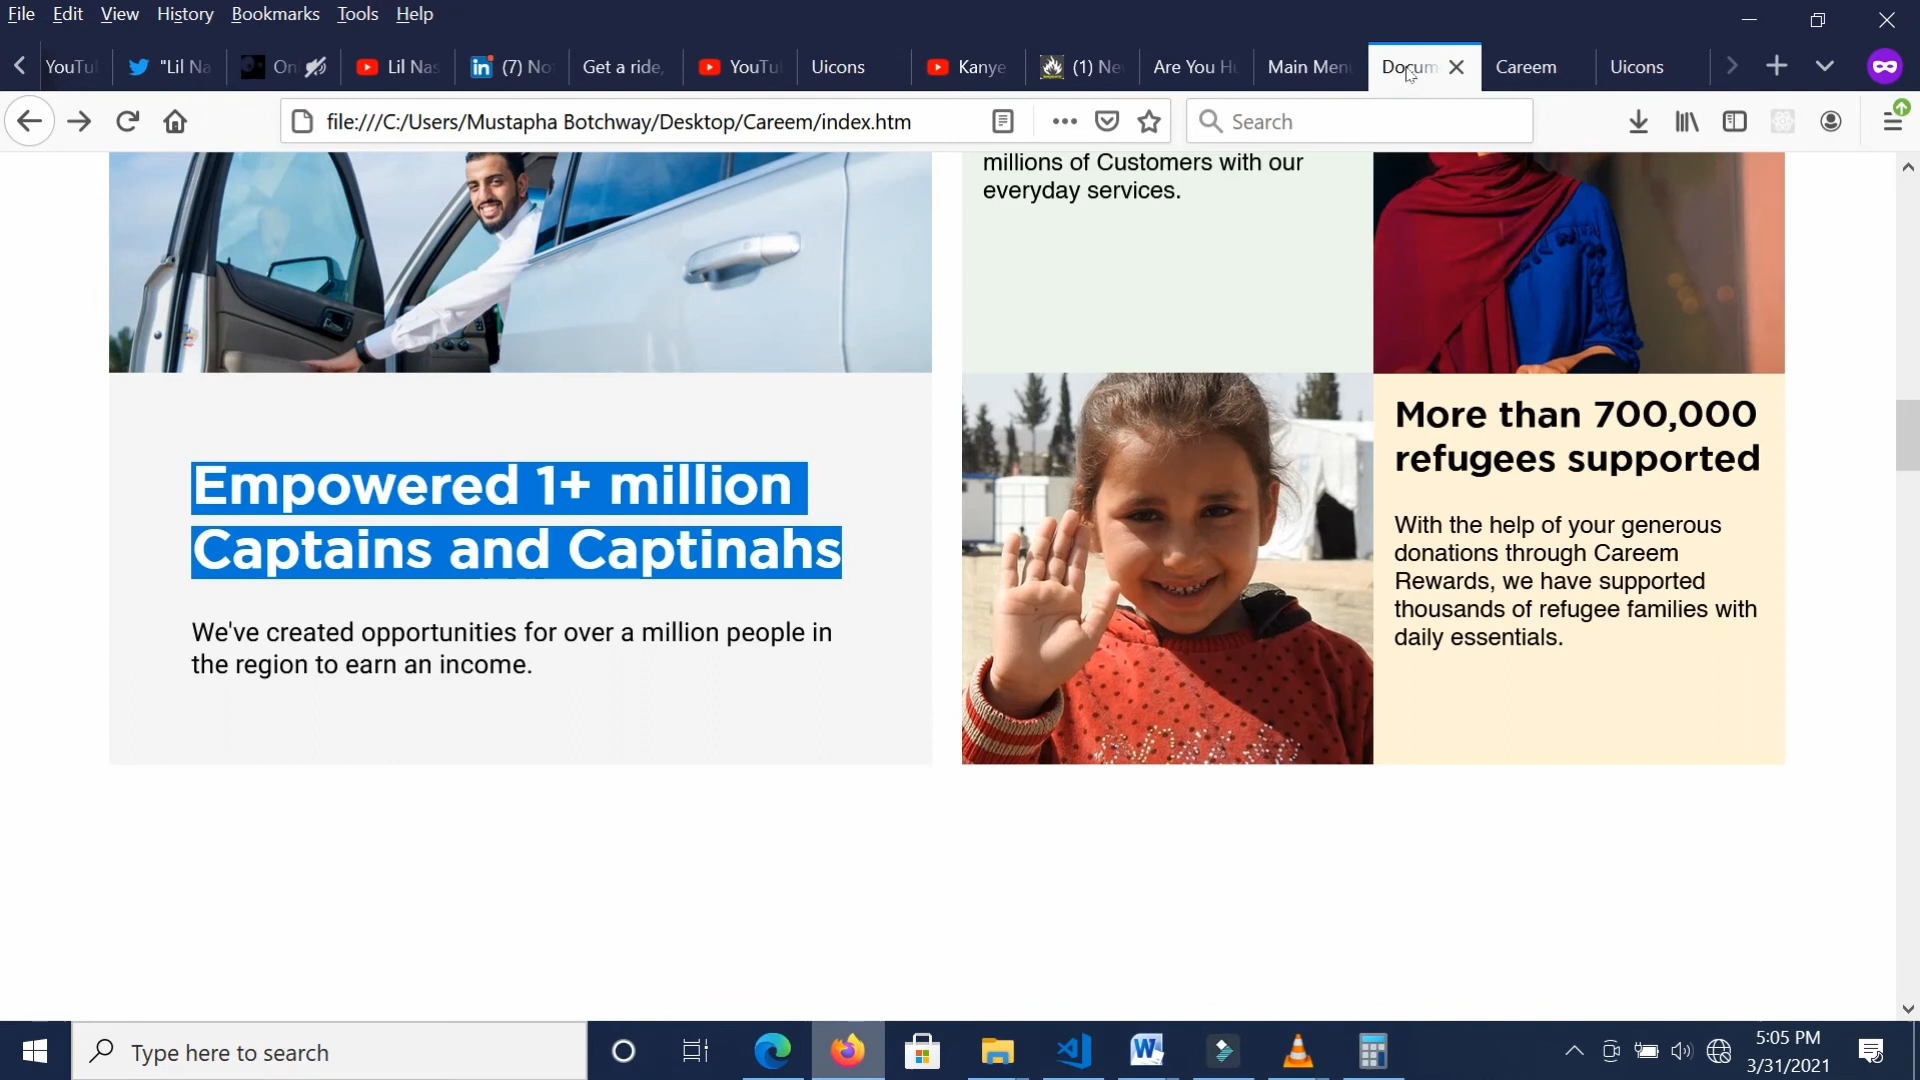 File Edit View History Bookmarks Tools Help
YouTu "Lil Na On Lil Nas (7) No Get a ride, YouTu Uicons Kanye (1) Ne Are You Hu Main Men Docum Careem Uicons
file:///C:/Users/Mustapha Botchway/Desktop/Careem/index.htm
Search
millions of Customers with our
everyday services.
Empowered 1+ million
Captains and Captinahs
We've created opportunities for over a million people in
the region to earn an income.
More than 700,000
refugees supported
With the help of your generous
donations through Careem
Rewards, we have supported
thousands of refugee families with
daily essentials.
Type here to search
5:05 PM
3/31/2021